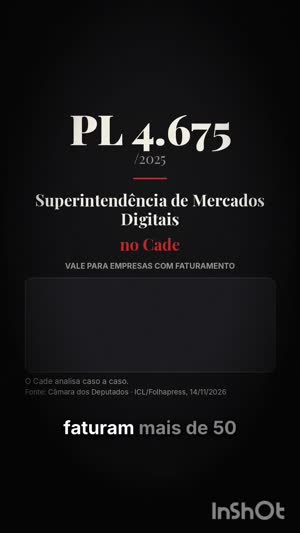 PL 4.675
/2025
Superintendência de Mercados
Digitais
no Cade
VALE PARA EMPRESAS COM FATURAMENTO
O Cade analisa caso a caso.
Fonte: Câmara dos Deputados · ICL/Folhapress, 14/11/2026
faturam mais de 50
InShOt